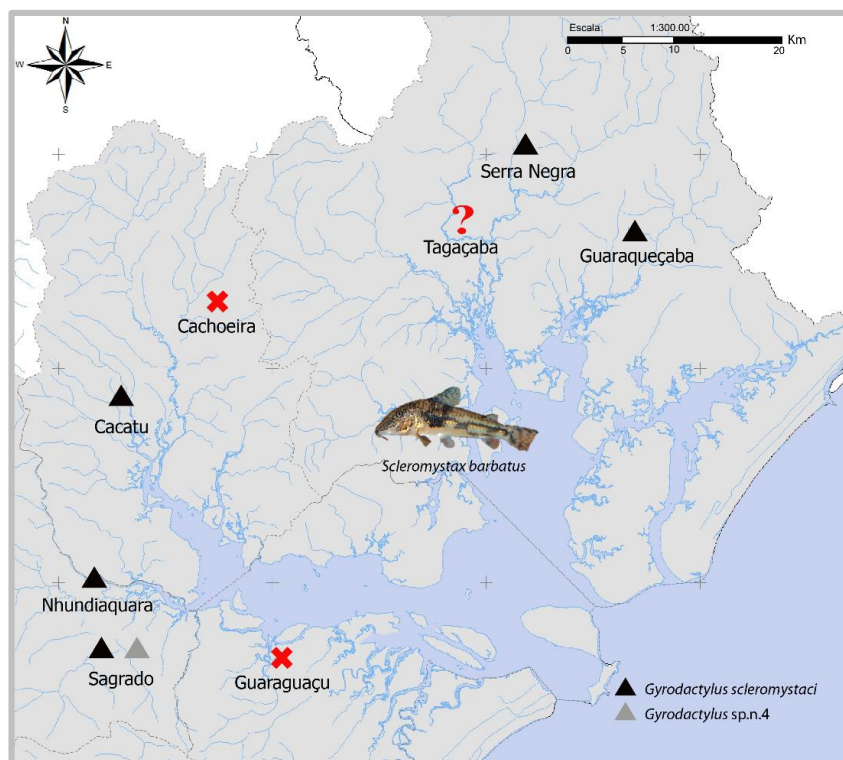 Escala: 1:300.00
0 5 10 20 Km
N
W E
S
Serra Negra
?
Tagaçaba
Guaraqueçaba
Cachoeira
Cacatu
Scleromystax barbatus
Nhundiaquara
Sagrado
Guaraguaçu
Gyrodactylus scleromystaci
Gyrodactylus sp.n.4